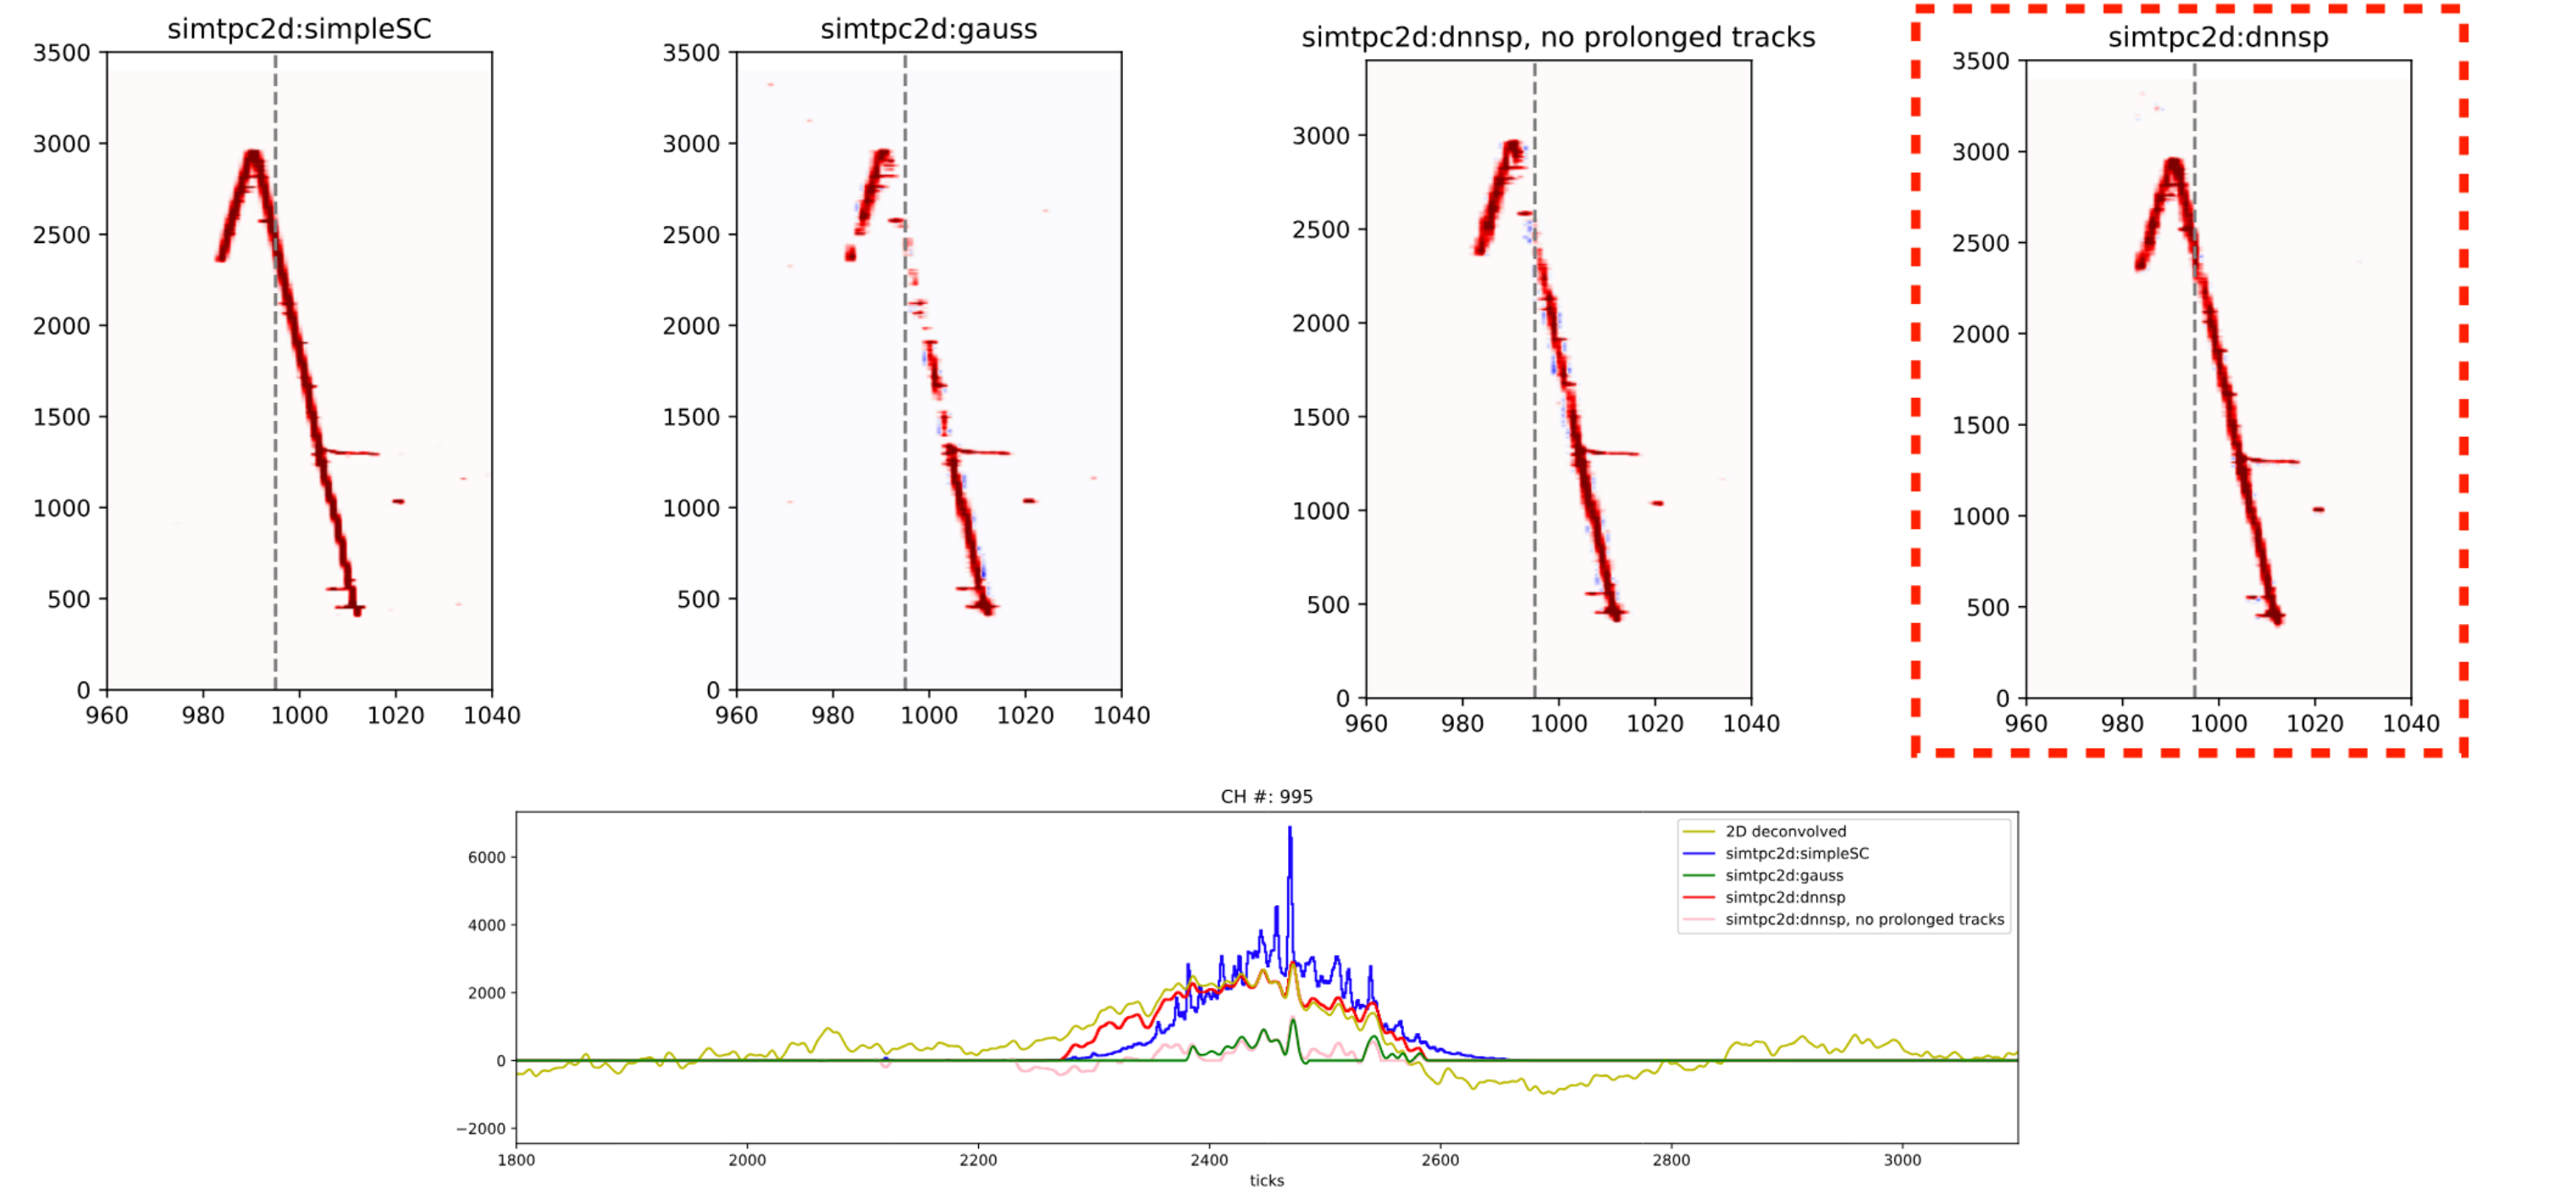 simtpc2d:simpleSC
3500
3000
2500
2000
1500
1000
500
0
960 980 1000 1020 1040
simtpc2d:gauss
3500
3000
2500
2000
1500
1000
500
0
960 980 1000 1020 1040
simtpc2d:dnnsp, no prolonged tracks
3000
2500
2000
1500
1000
500
0
960 980 1000 1020 1040
simtpc2d:dnnsp
3500
3000
2500
2000
1500
1000
500
0
960 980 1000 1020 1040
CH #: 995
6000
4000
2000
0
−2000
2D deconvolved
simtpc2d:simpleSC
simtpc2d:gauss
simtpc2d:dnnsp
simtpc2d:dnnsp, no prolonged tracks
1800 2000 2200 2400 2600 2800 3000
ticks